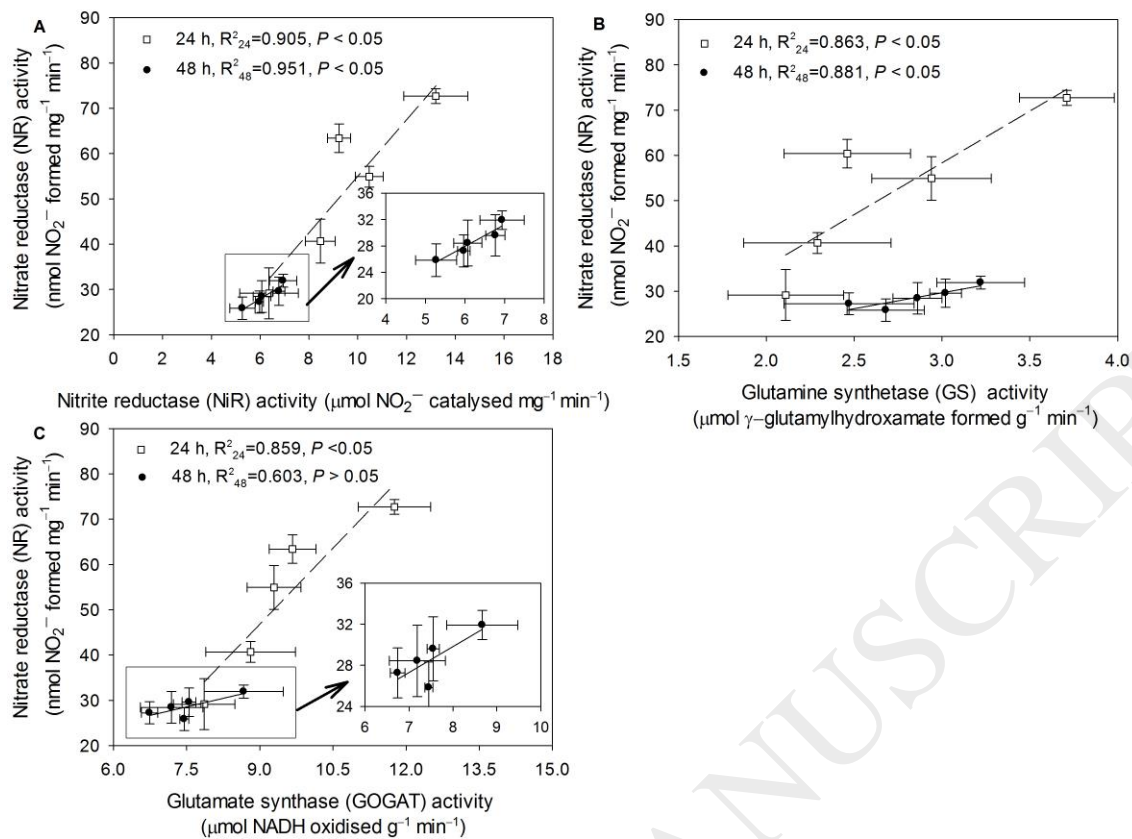 A
Nitrate reductase (NR) activity
(nmol NO₂⁻ formed mg⁻¹ min⁻¹)
90
80
70
60
50
40
30
20
24 h, R²₂₄=0.905, P < 0.05
48 h, R²₄₈=0.951, P < 0.05
36
32
28
24
20
4 5 6 7 8
0 2 4 6 8 10 12 14 16 18
Nitrite reductase (NiR) activity (μmol NO₂⁻ catalysed mg⁻¹ min⁻¹)
B
Nitrate reductase (NR) activity
(nmol NO₂⁻ formed mg⁻¹ min⁻¹)
90
80
70
60
50
40
30
20
24 h, R²₂₄=0.863, P < 0.05
48 h, R²₄₈=0.881, P < 0.05
1.5 2.0 2.5 3.0 3.5 4.0
Glutamine synthetase (GS) activity
(μmol γ−glutamylhydroxamate formed g⁻¹ min⁻¹)
C
Nitrate reductase (NR) activity
(nmol NO₂⁻ formed mg⁻¹ min⁻¹)
90
80
70
60
50
40
30
20
24 h, R²₂₄=0.859, P <0.05
48 h, R²₄₈=0.603, P > 0.05
36
32
28
24
6 7 8 9 10
6.0 7.5 9.0 10.5 12.0 13.5 15.0
Glutamate synthase (GOGAT) activity
(μmol NADH oxidised g⁻¹ min⁻¹)
ANUSCRIP